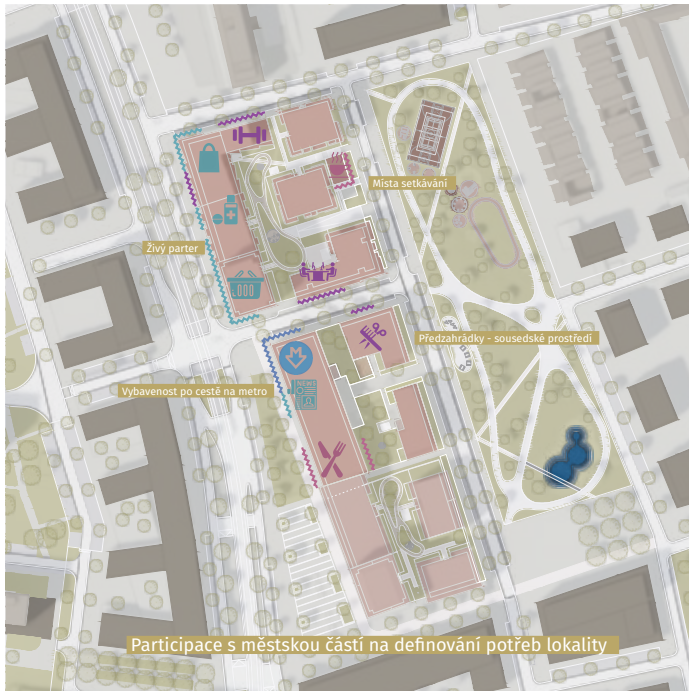 Místa setkávání
Živý parter
Předzahrádky - sousedské prostředí
Vybavenost po cestě na metro
NEWS
Participace s městskou částí na definování potřeb lokality